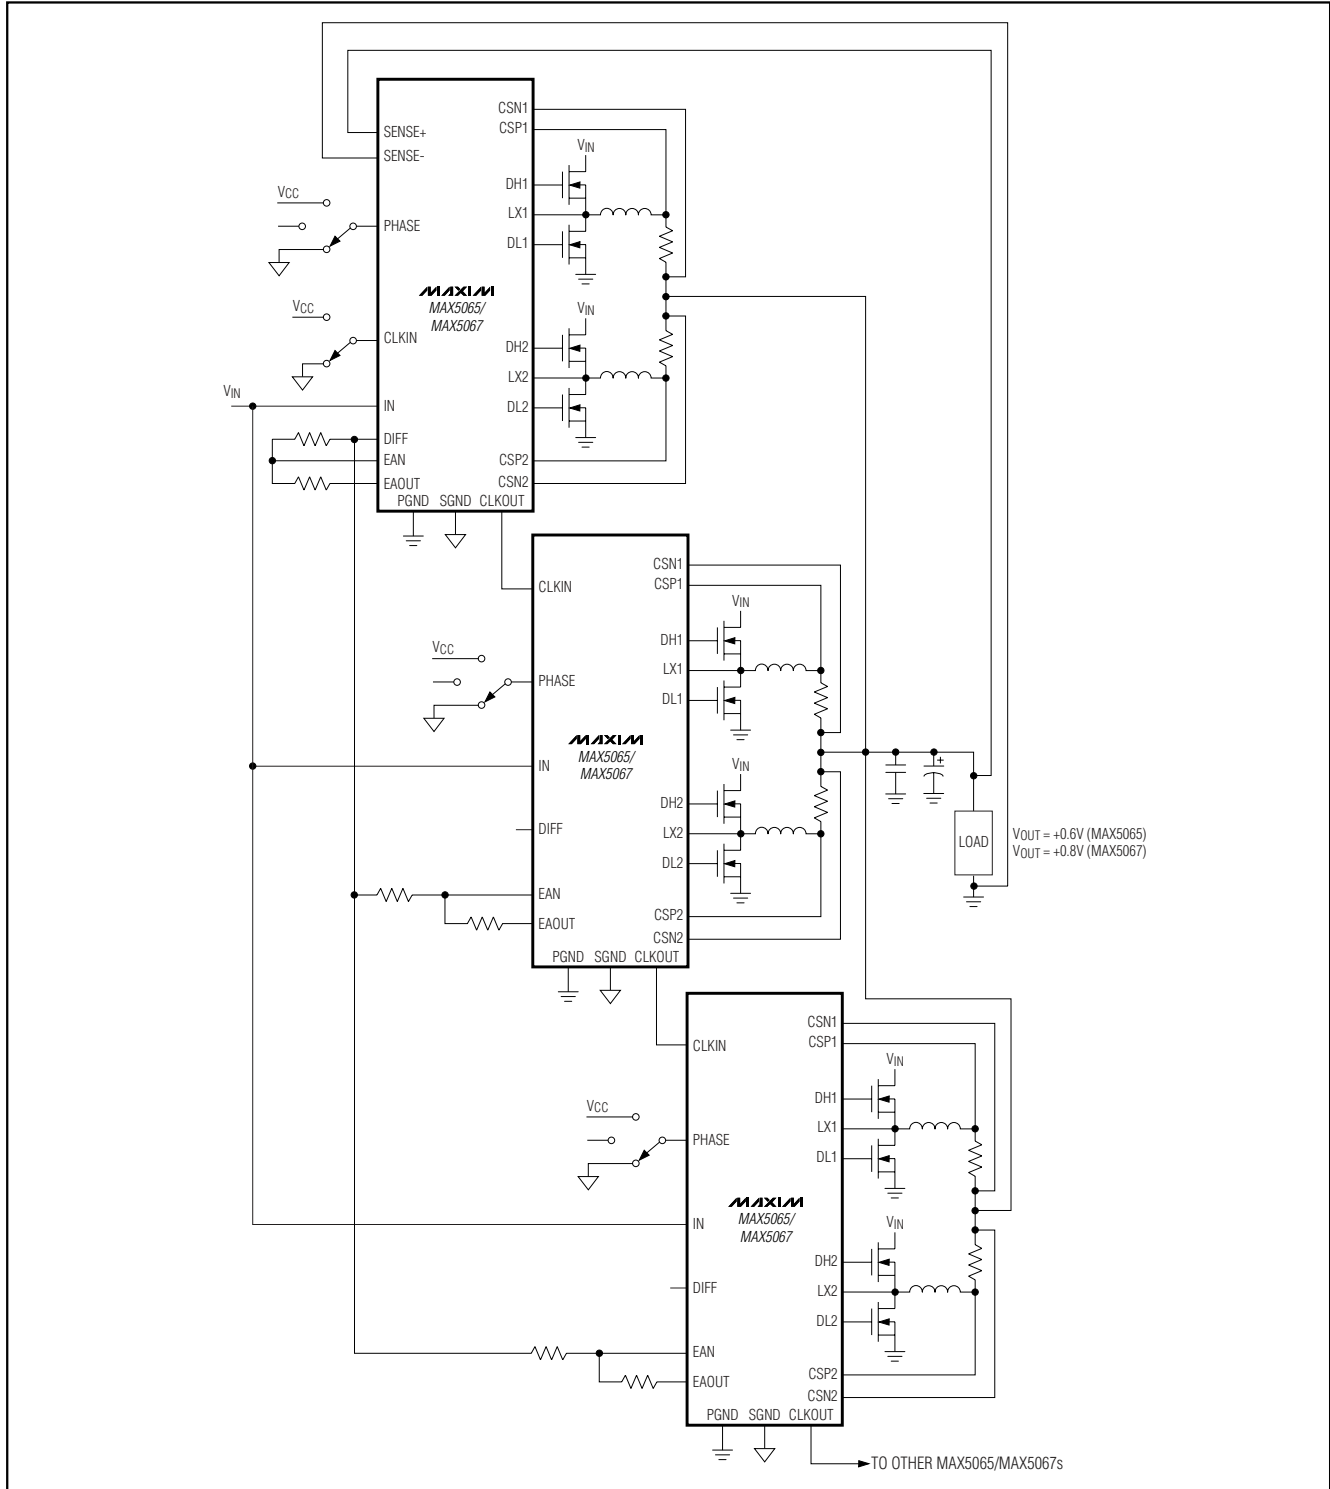 CSN1
CSP1
SENSE+
SENSE-
VIN
DH1
VCC
LX1
PHASE
DL1
MAXIM
MAX5065/
MAX5067
VIN
VCC
CLKIN
DH2
LX2
VIN
IN
DL2
DIFF
EAN
CSP2
EAOUT
CSN2
PGND SGND CLKOUT
CSN1
CSP1
CLKIN
VIN
DH1
VCC
LX1
PHASE
DL1
MAXIM
MAX5065/
MAX5067
VIN
IN
DH2
DIFF
LX2
DL2
LOAD
+
VOUT = +0.6V (MAX5065)
VOUT = +0.8V (MAX5067)
EAN
CSP2
EAOUT
CSN2
PGND SGND CLKOUT
CSN1
CSP1
CLKIN
VIN
DH1
VCC
LX1
PHASE
DL1
MAXIM
MAX5065/
MAX5067
VIN
IN
DH2
DIFF
LX2
DL2
EAN
CSP2
EAOUT
CSN2
PGND SGND CLKOUT
TO OTHER MAX5065/MAX5067s